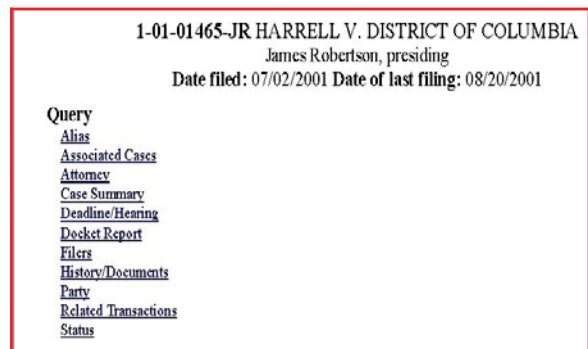 1-01-01465-JR HARRELL V. DISTRICT OF COLUMBIA
James Robertson, presiding
Date filed: 07/02/2001 Date of last filing: 08/20/2001
Query
Alias
Associated Cases
Attorney
Case Summary
Deadline/Hearing
Docket Report
Filers
History/Documents
Party
Related Transactions
Status